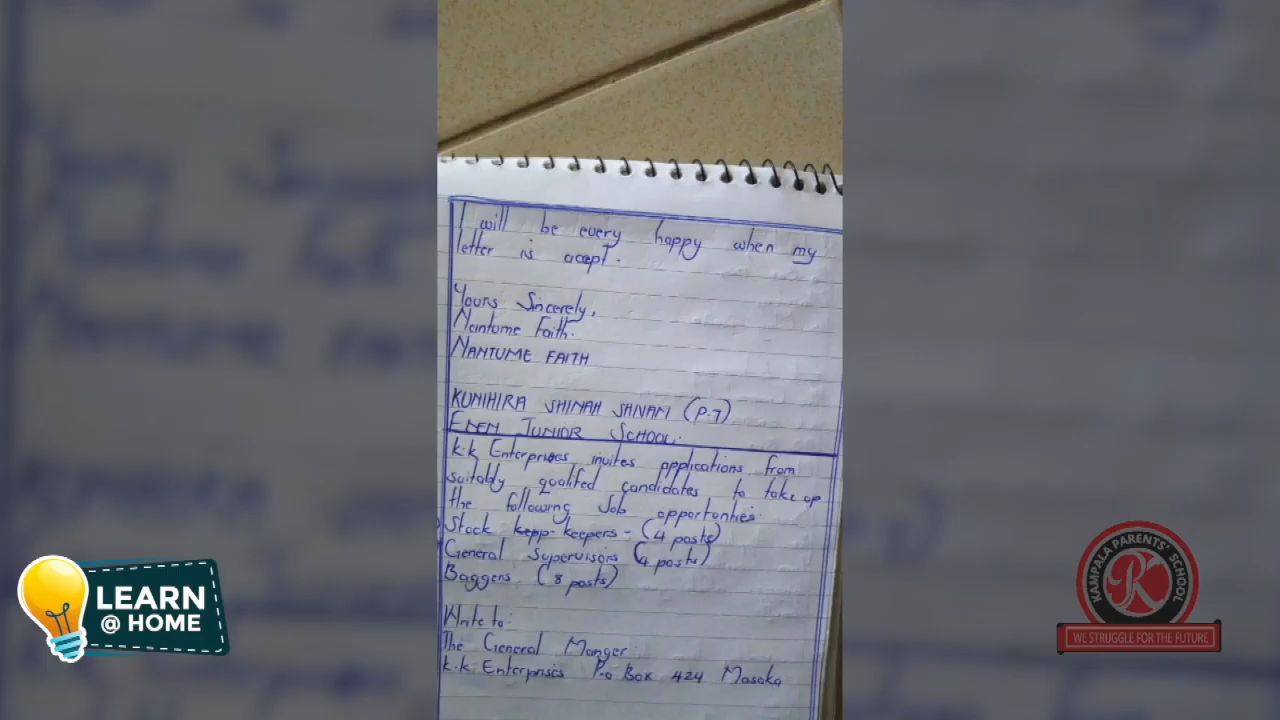 I will be every happy when my
letter is accept.
Yours Sincerely,
Nantume Faith.
NANTUME FAITH
KUNIHIRA SHINAH SHIVAM (P.7)
EDEN JUNIOR SCHOOL.
K.K Enterprises invites applications from
suitably qualifed candidates to take up
the following Job opportunties.
Stock kepp-keepers - (4 posts)
General Supervisors (4 posts)
Baggers (8 posts)
Write to:
The General Manger
K.K Enterprises P.o Box 424 Masaka
LEARN
@ HOME
KAMPALA PARENTS' SCHOOL
WE STRUGGLE FOR THE FUTURE